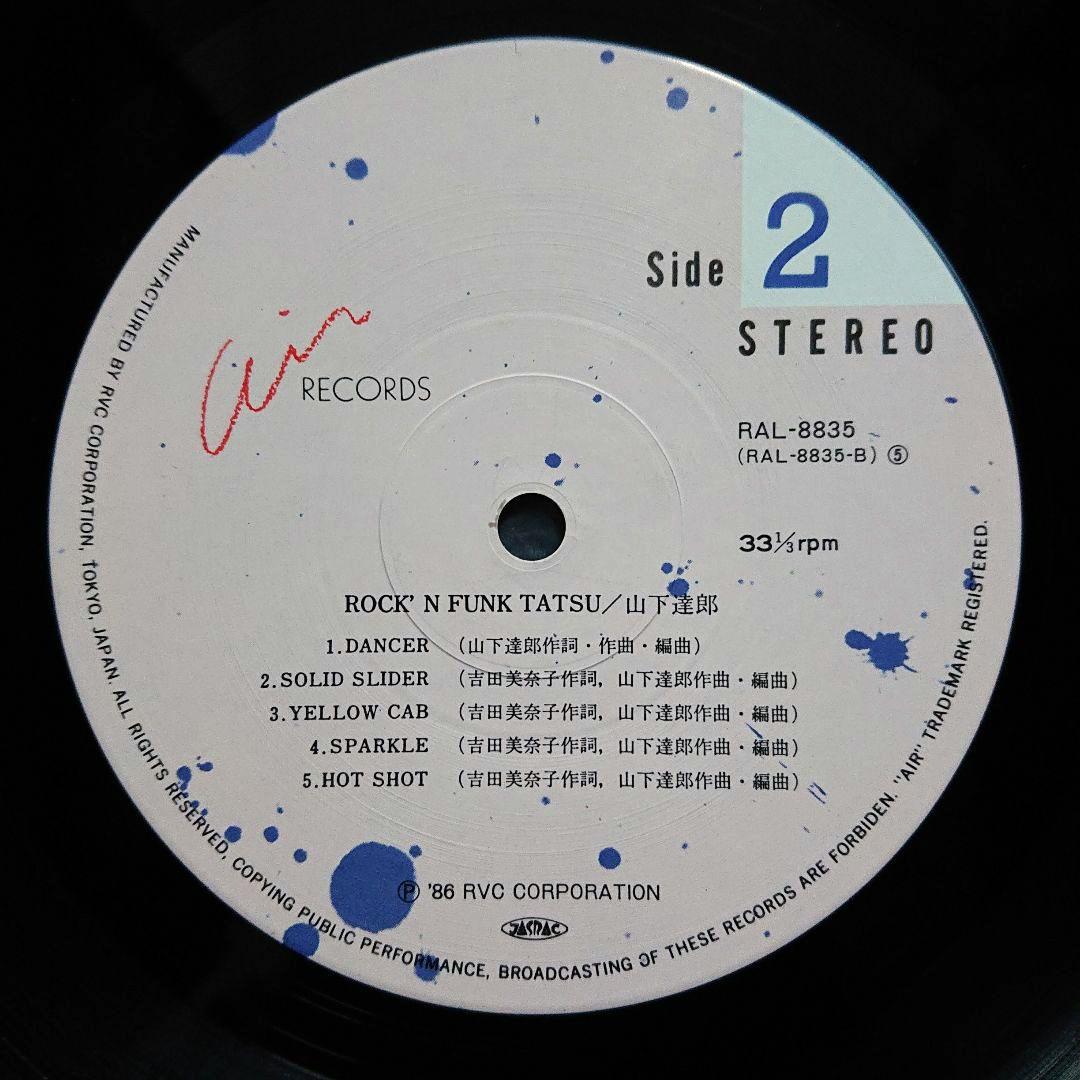 Side 2
STEREO
air RECORDS
RAL-8835
(RAL-8835-B) ⑤
33⅓rpm
ROCK' N FUNK TATSU／山下達郎
1.DANCER (山下達郎作詞・作曲・編曲)
2.SOLID SLIDER (吉田美奈子作詞, 山下達郎作曲・編曲)
3.YELLOW CAB (吉田美奈子作詞, 山下達郎作曲・編曲)
4.SPARKLE (吉田美奈子作詞, 山下達郎作曲・編曲)
5.HOT SHOT (吉田美奈子作詞, 山下達郎作曲・編曲)
Ⓟ '86 RVC CORPORATION
JASRAC
MANUFACTURED BY RVC CORPORATION, TOKYO, JAPAN. ALL RIGHTS RESERVED, COPYING PUBLIC PERFORMANCE, BROADCASTING OF THESE RECORDS ARE FORBIDDEN. "AIR" TRADEMARK REGISTERED.